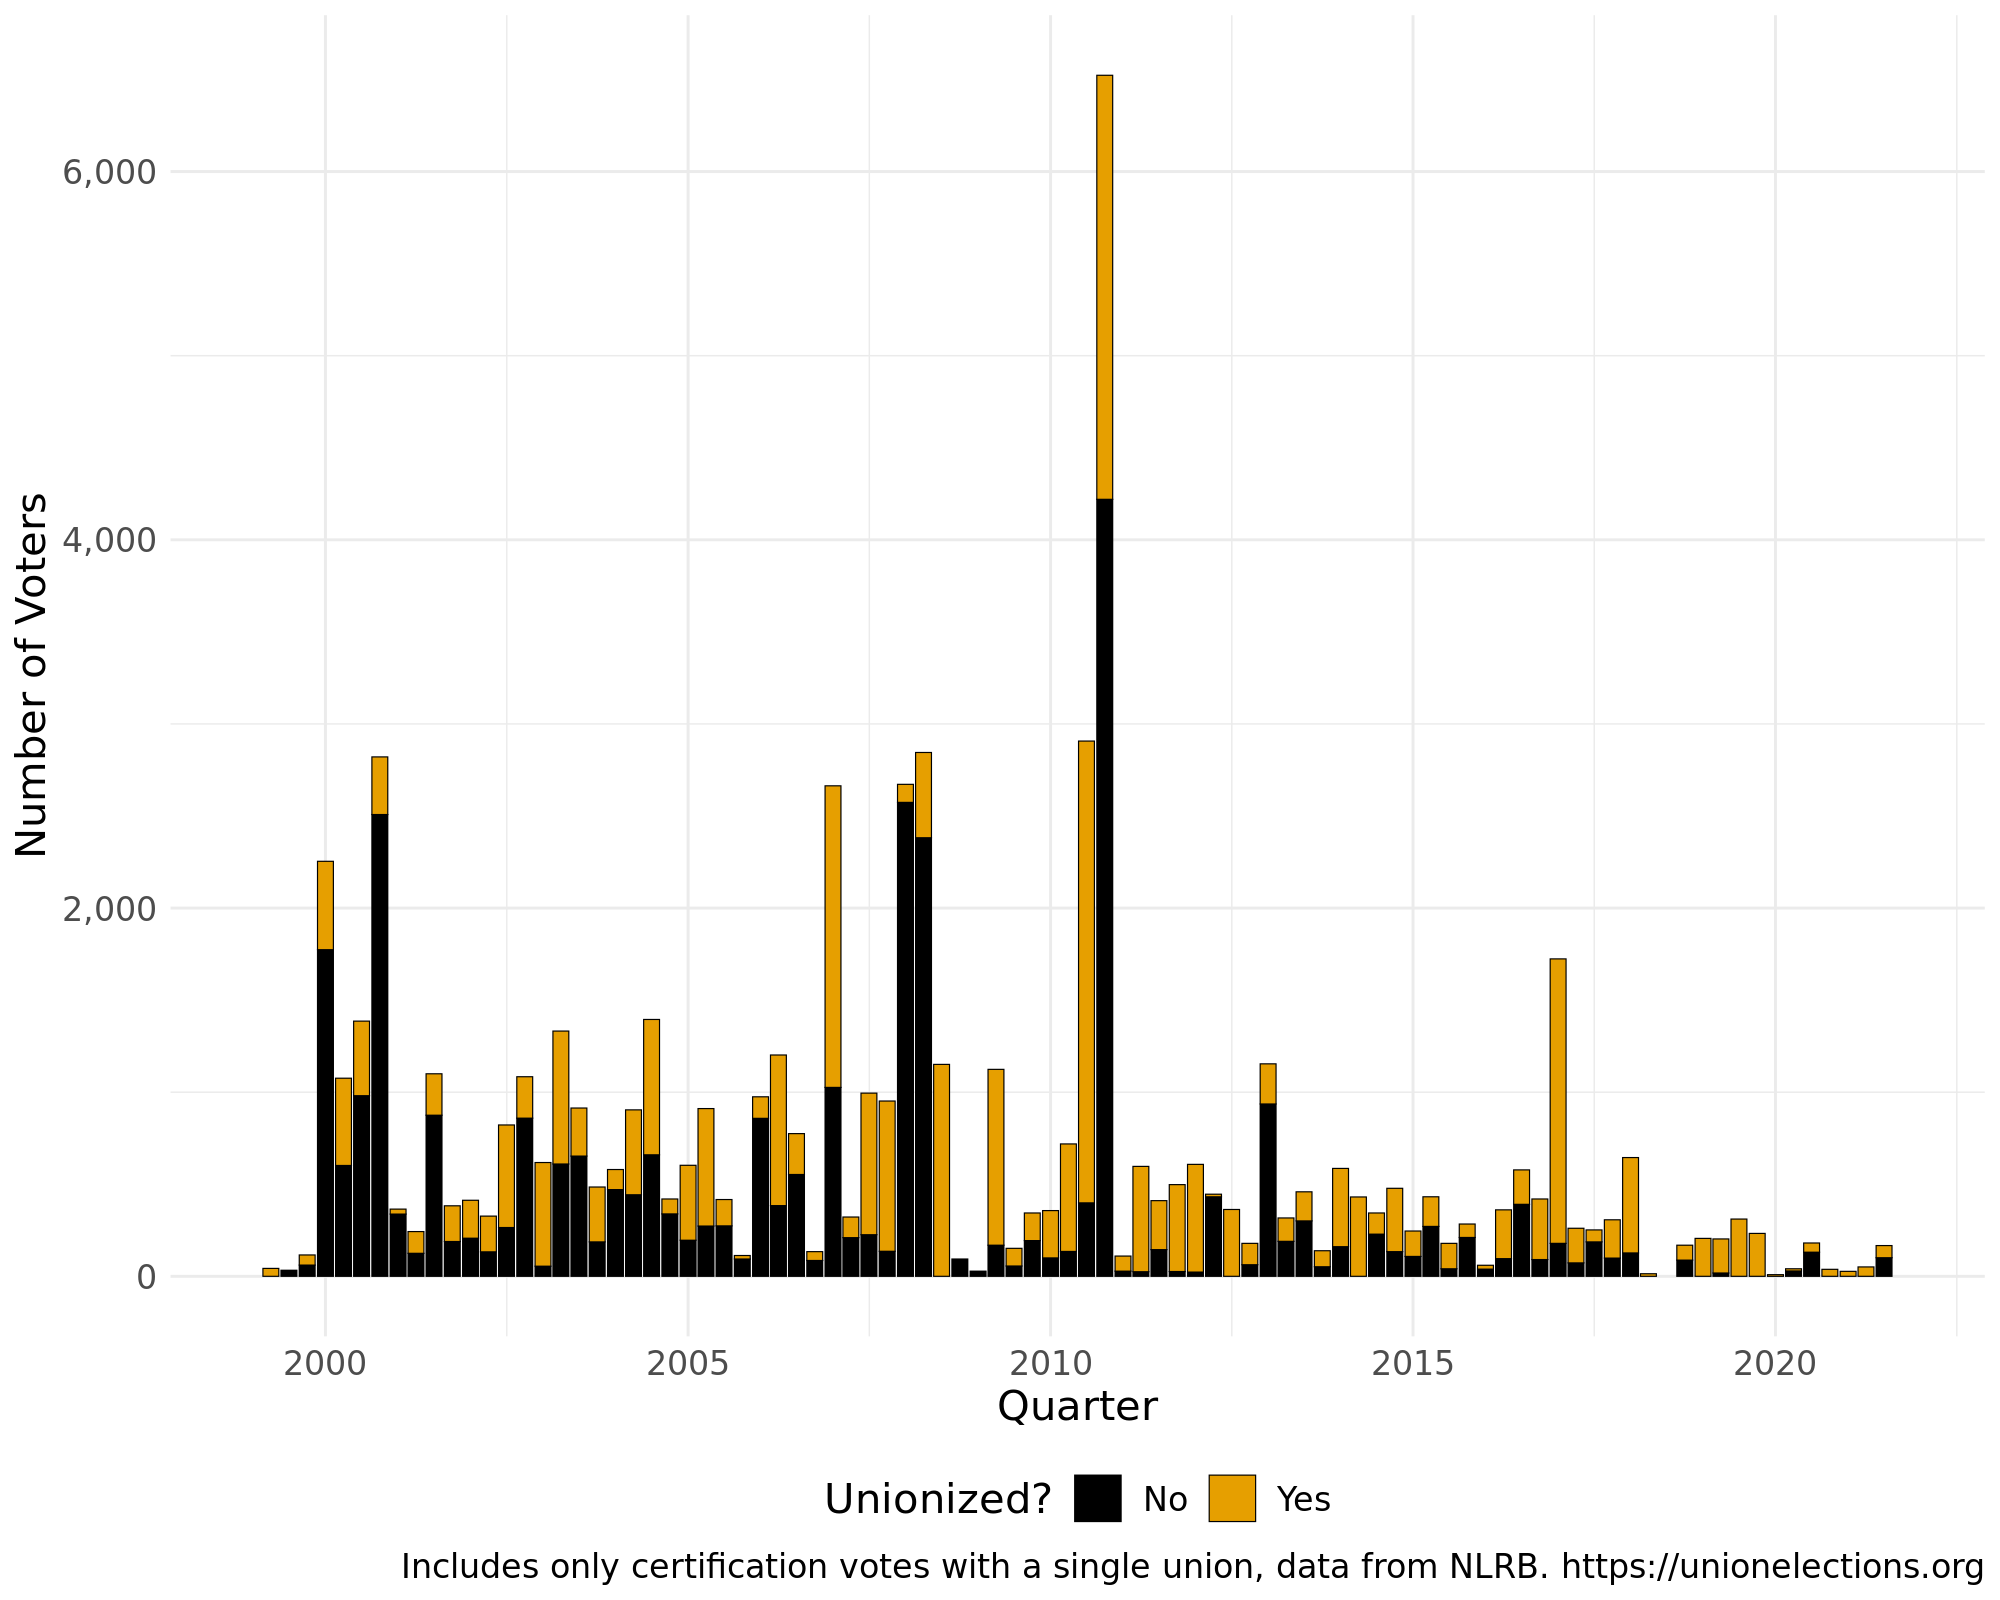 Number of Voters
6,000
4,000
2,000
0
2000 2005 2010 2015 2020
Quarter
Unionized? No Yes
Includes only certification votes with a single union, data from NLRB. https://unionelections.org